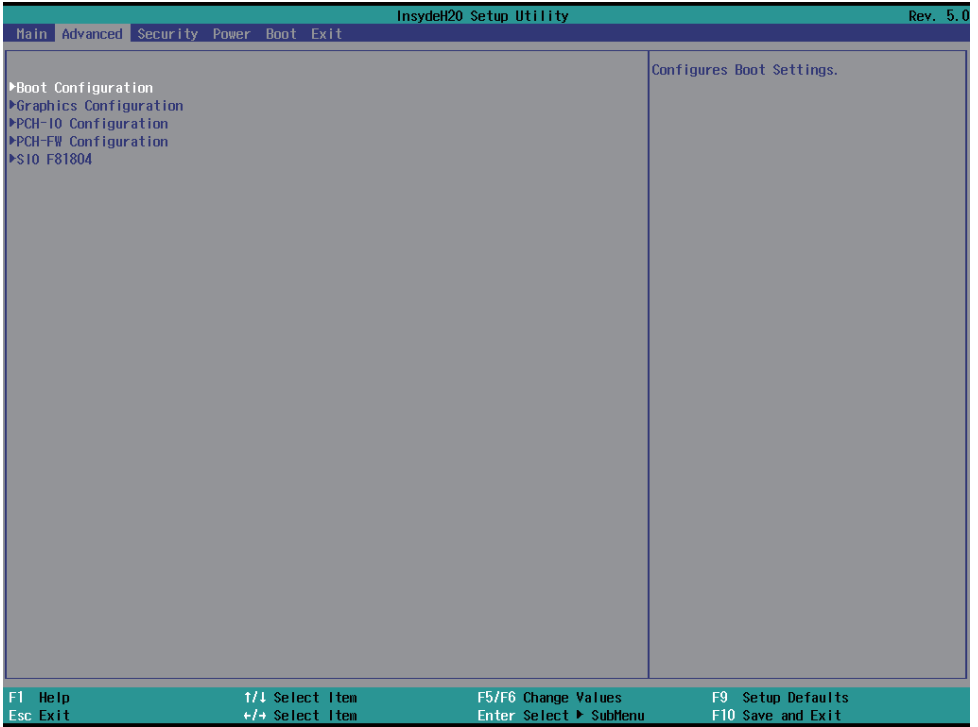 InsydeH20 Setup Utility Rev. 5.0
Main Advanced Security Power Boot Exit
Configures Boot Settings.
▶Boot Configuration
▶Graphics Configuration
▶PCH-IO Configuration
▶PCH-FW Configuration
▶SIO F81804
F1 Help ↑/↓ Select Item F5/F6 Change Values F9 Setup Defaults
Esc Exit ←/→ Select Item Enter Select ▶ SubMenu F10 Save and Exit